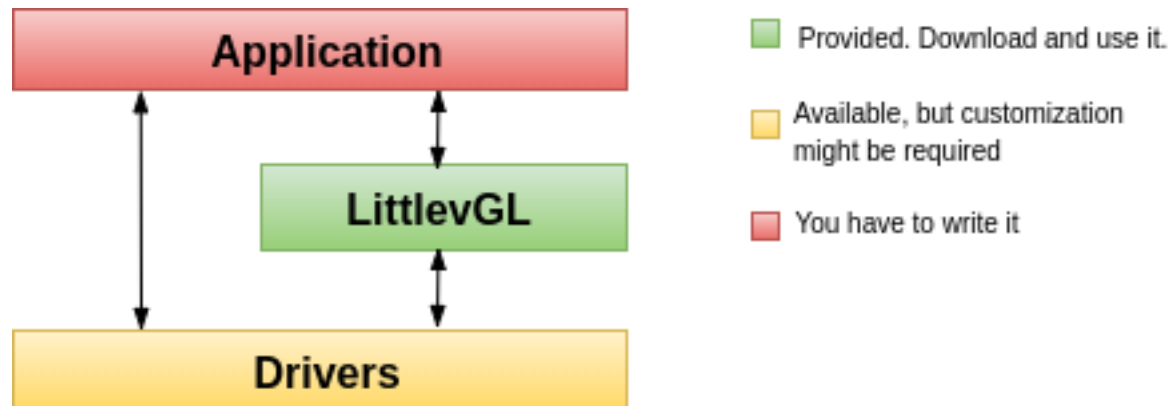 Application
LittlevGL
Drivers
Provided. Download and use it.
Available, but customization
might be required
You have to write it